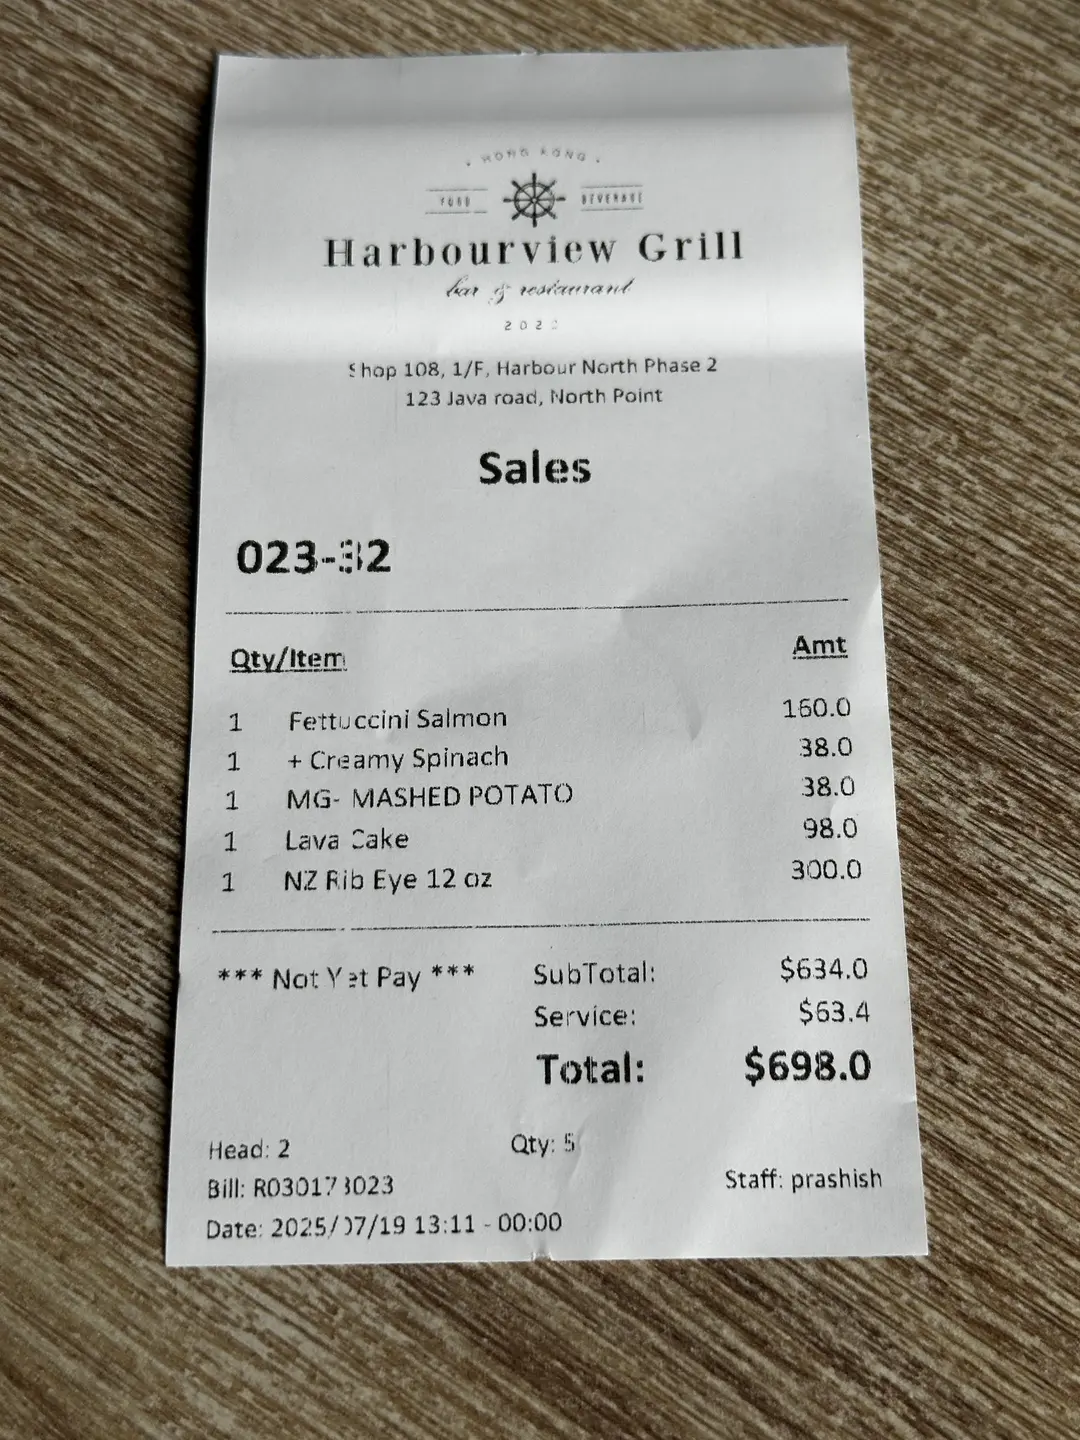 HONG KONG
FOOD BEVERAGE
Harbourview Grill
bar & restaurant
Shop 108, 1/F, Harbour North Phase 2
123 Java road, North Point
Sales
023-32
Qty/Item Amt
1 Fettuccini Salmon 160.0
1 + Creamy Spinach 38.0
1 MG- MASHED POTATO 38.0
1 Lava Cake 98.0
1 NZ Rib Eye 12 oz 300.0
*** Not Yet Pay *** SubTotal: $634.0
Service: $63.4
Total: $698.0
Head: 2 Qty: 5
Bill: R030173023 Staff: prashish
Date: 2025/07/19 13:11 - 00:00